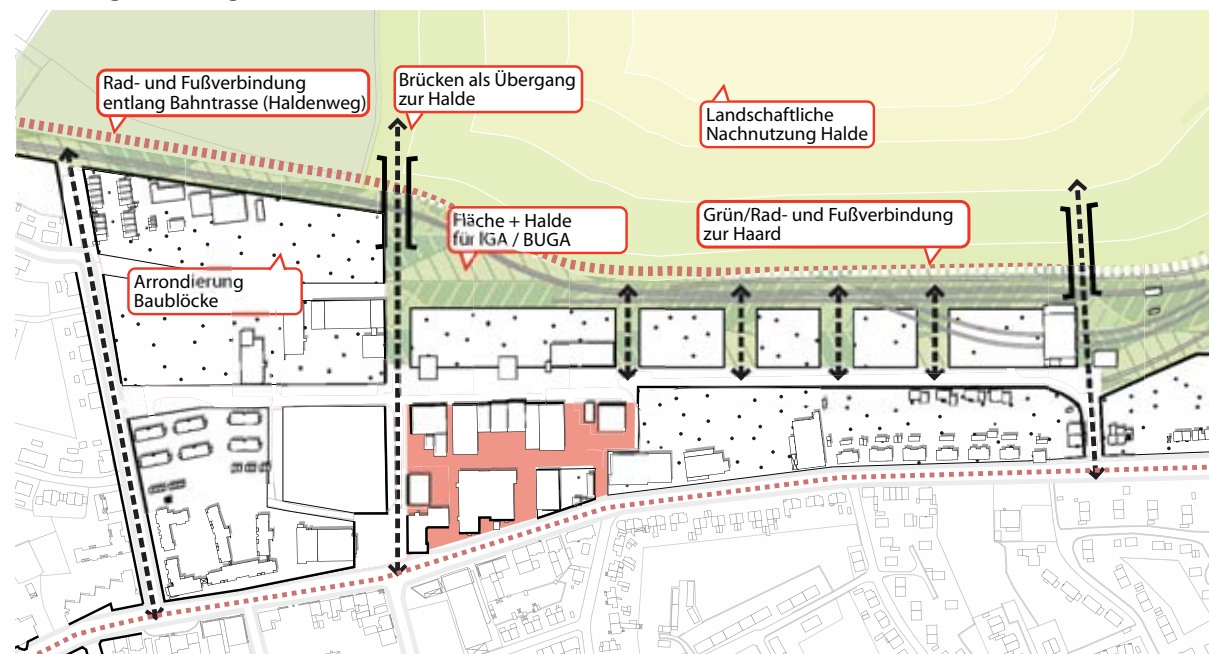 Rad- und Fußverbindung
entlang Bahntrasse (Haldenweg)
Brücken als Übergang
zur Halde
Landschaftliche
Nachnutzung Halde
Fläche + Halde
für IGA / BUGA
Grün/Rad- und Fußverbindung
zur Haard
Arrondierung
Baublöcke